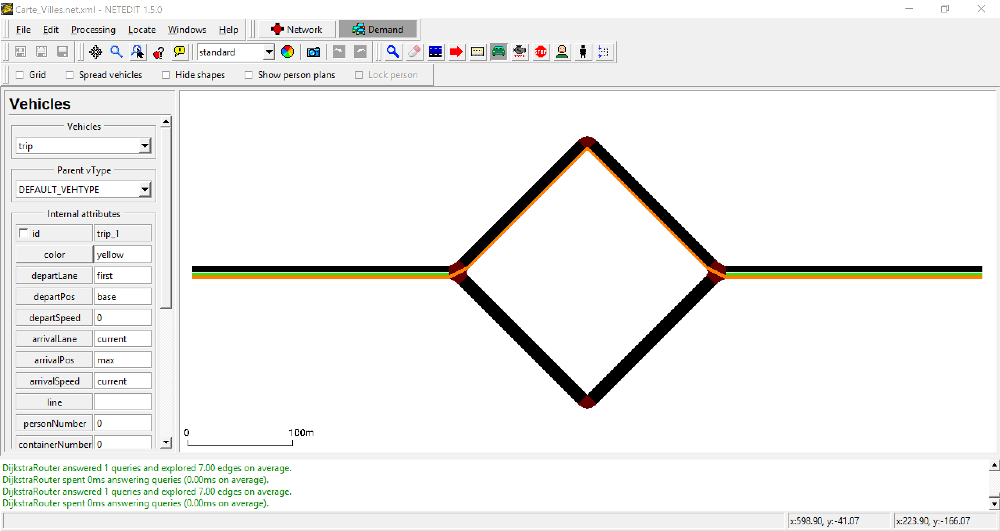 Carte_Villes.net.xml - NETEDIT 1.5.0
File Edit Processing Locate Windows Help Network Demand
standard TYPE STOP
Grid Spread vehicles Hide shapes Show person plans Lock person
Vehicles
Vehicles
trip
Parent vType
DEFAULT_VEHTYPE
Internal attributes
id trip_1
color yellow
departLane first
departPos base
departSpeed 0
arrivalLane current
arrivalPos max
arrivalSpeed current
line
personNumber 0
containerNumber 0
0 100m
DijkstraRouter answered 1 queries and explored 7.00 edges on average.
DijkstraRouter spent 0ms answering queries (0.00ms on average).
DijkstraRouter answered 1 queries and explored 7.00 edges on average.
DijkstraRouter spent 0ms answering queries (0.00ms on average).
x:598.90, y:-41.07 x:223.90, y:-166.07